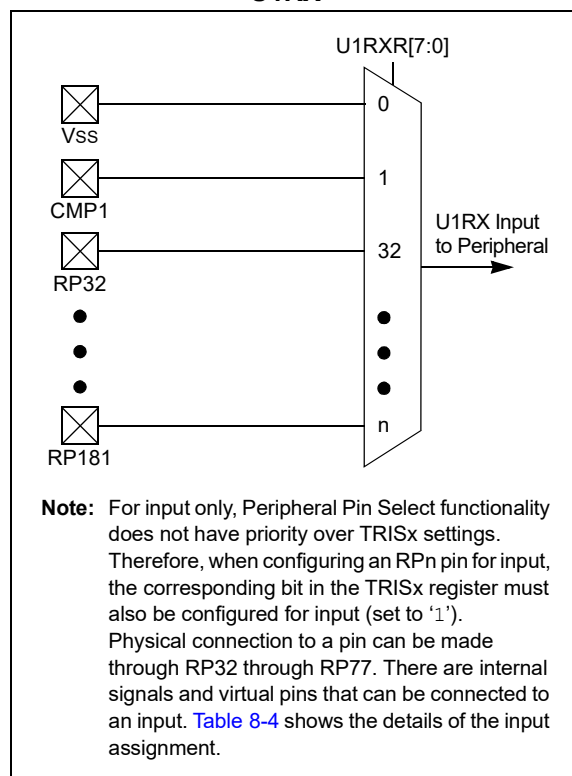 U1RXR[7:0]
0
Vss
1
CMP1
U1RX Input
to Peripheral
32
RP32
n
RP181
Note: For input only, Peripheral Pin Select functionality
does not have priority over TRISx settings.
Therefore, when configuring an RPn pin for input,
the corresponding bit in the TRISx register must
also be configured for input (set to ‘1’).
Physical connection to a pin can be made
through RP32 through RP77. There are internal
signals and virtual pins that can be connected to
an input. Table 8-4 shows the details of the input
assignment.